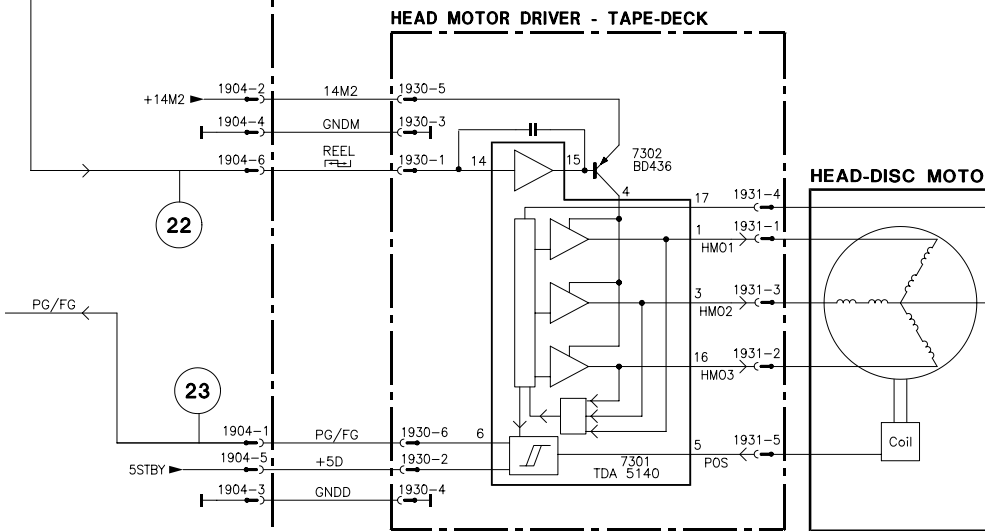 HEAD MOTOR DRIVER - TAPE-DECK
+14M2
1904-2
14M2
1930-5
1904-4
GNDM
1930-3
1904-6
REEL
1930-1
14
15
7302
BD436
4
HEAD-DISC MOTO
17
1931-4
22
1
1931-1
HMO1
PG/FG
3
1931-3
HMO2
16
1931-2
HMO3
23
1904-1
PG/FG
1930-6
6
5
1931-5
POS
Coil
5STBY
1904-5
+5D
1930-2
7301
TDA 5140
1904-3
GNDD
1930-4